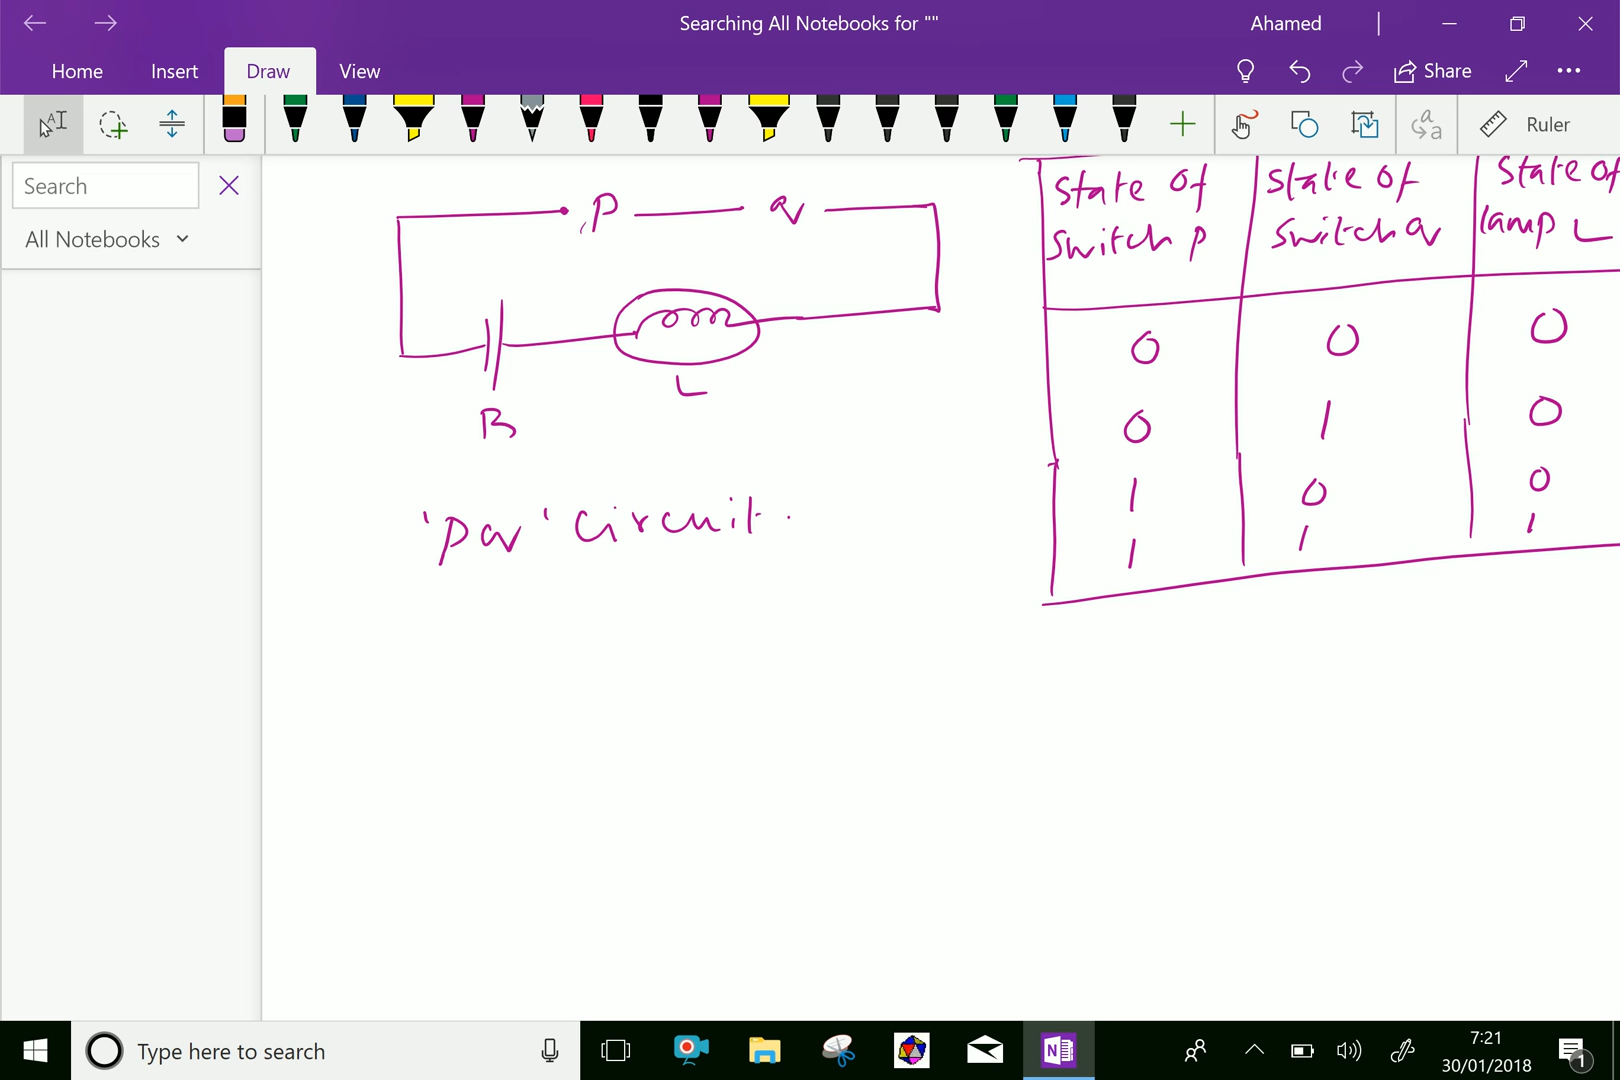 Searching All Notebooks for ""
Ahamed
Home Insert Draw View
Share
Ruler
Search
All Notebooks
P q
L
B
'pq' circuit.
State of switch p
State of switch q
State of lamp L
0 0 0
0 1 0
1 0 0
1 1 1
Type here to search
7:21
30/01/2018
1